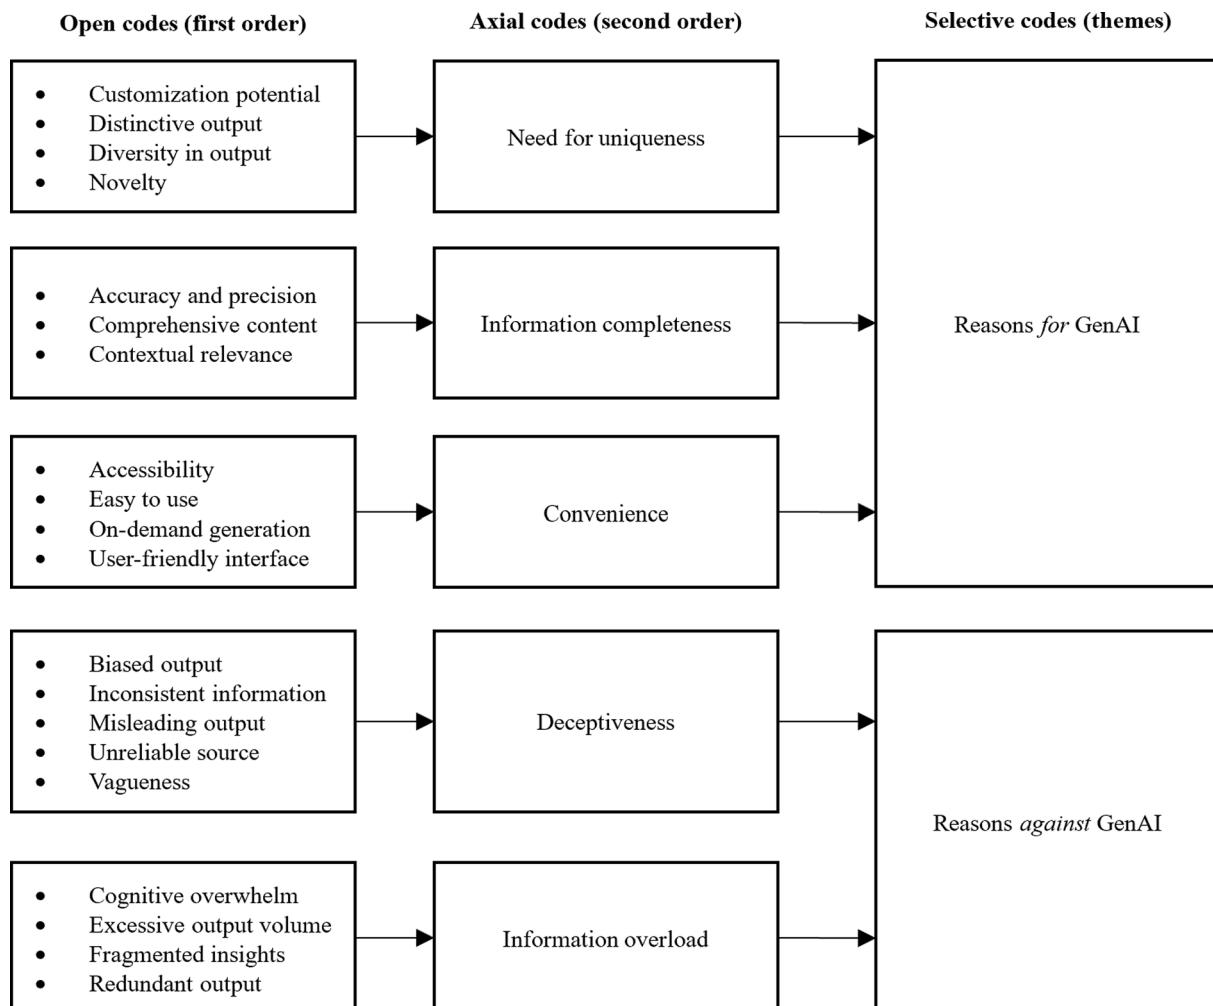 Open codes (first order)
Axial codes (second order)
Selective codes (themes)
• Customization potential
• Distinctive output
• Diversity in output
• Novelty
Need for uniqueness
• Accuracy and precision
• Comprehensive content
• Contextual relevance
Information completeness
Reasons for GenAI
• Accessibility
• Easy to use
• On-demand generation
• User-friendly interface
Convenience
• Biased output
• Inconsistent information
• Misleading output
• Unreliable source
• Vagueness
Deceptiveness
Reasons against GenAI
• Cognitive overwhelm
• Excessive output volume
• Fragmented insights
• Redundant output
Information overload